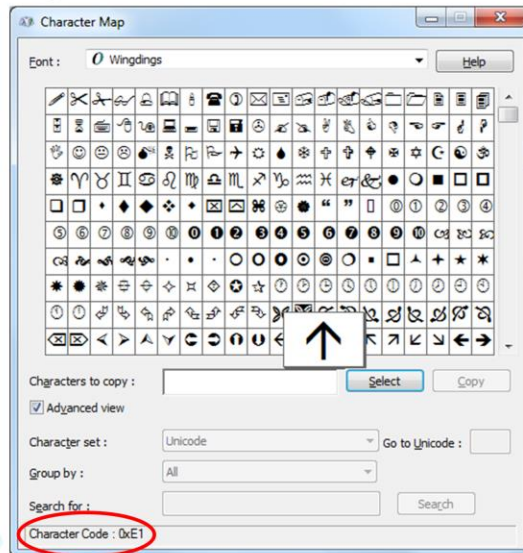 Character Map
Font : O Wingdings Help
Characters to copy : Select Copy
Advanced view
Character set : Unicode Go to Unicode :
Group by : All
Search for : Search
Character Code : 0xE1